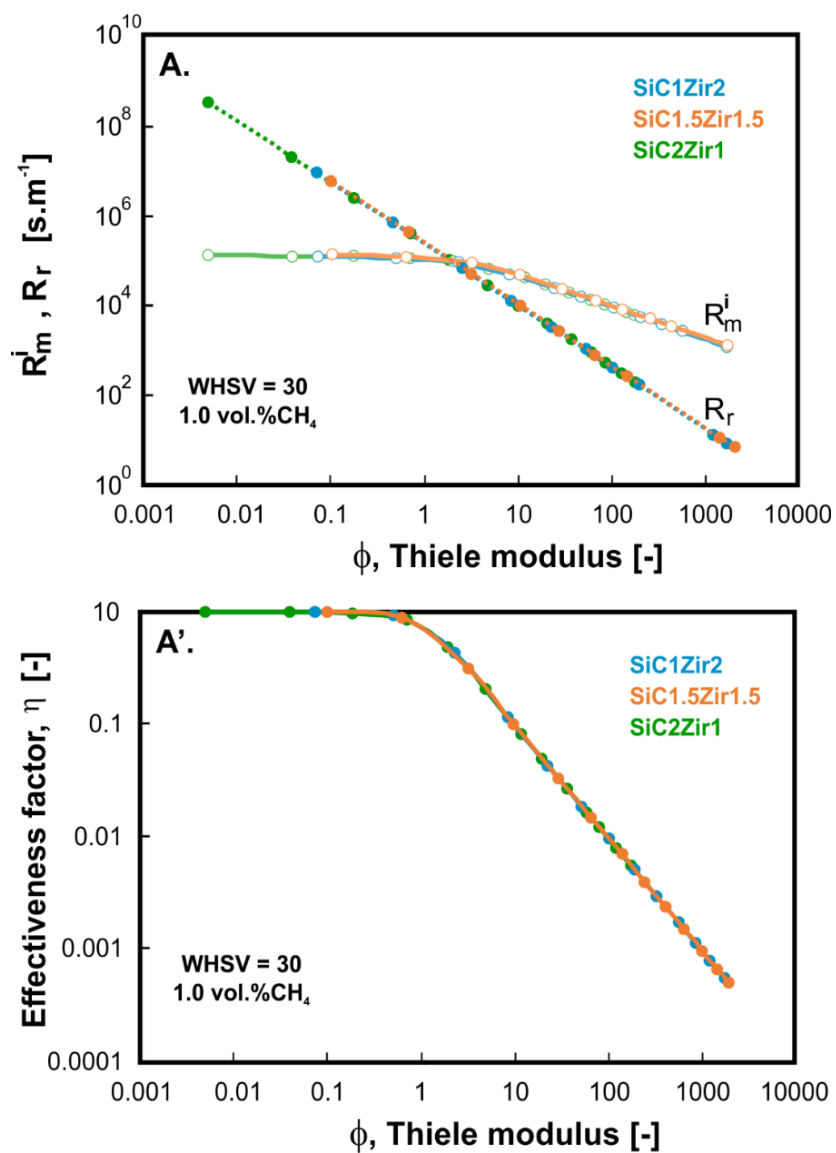 A.
10^10
10^8
10^6
10^4
10^2
10^0
R_m^i , R_r [s.m^-1]
SiC1Zir2
SiC1.5Zir1.5
SiC2Zir1
R_m^i
R_r
WHSV = 30
1.0 vol.%CH₄
0.001 0.01 0.1 1 10 100 1000 10000
ϕ, Thiele modulus [-]
A’.
10
0.1
0.01
0.001
0.0001
Effectiveness factor, η [-]
SiC1Zir2
SiC1.5Zir1.5
SiC2Zir1
WHSV = 30
1.0 vol.%CH₄
0.001 0.01 0.1 1 10 100 1000 10000
ϕ, Thiele modulus [-]